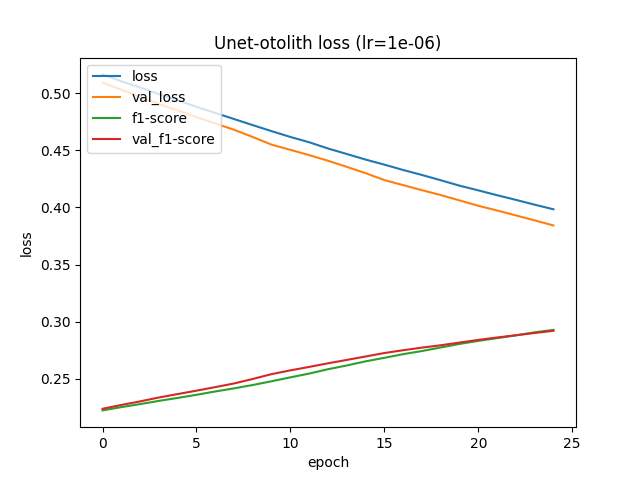 Unet-otolith loss (lr=1e-06)
loss
val_loss
f1-score
val_f1-score
0.50
0.45
0.40
0.35
0.30
0.25
loss
0 5 10 15 20 25
epoch